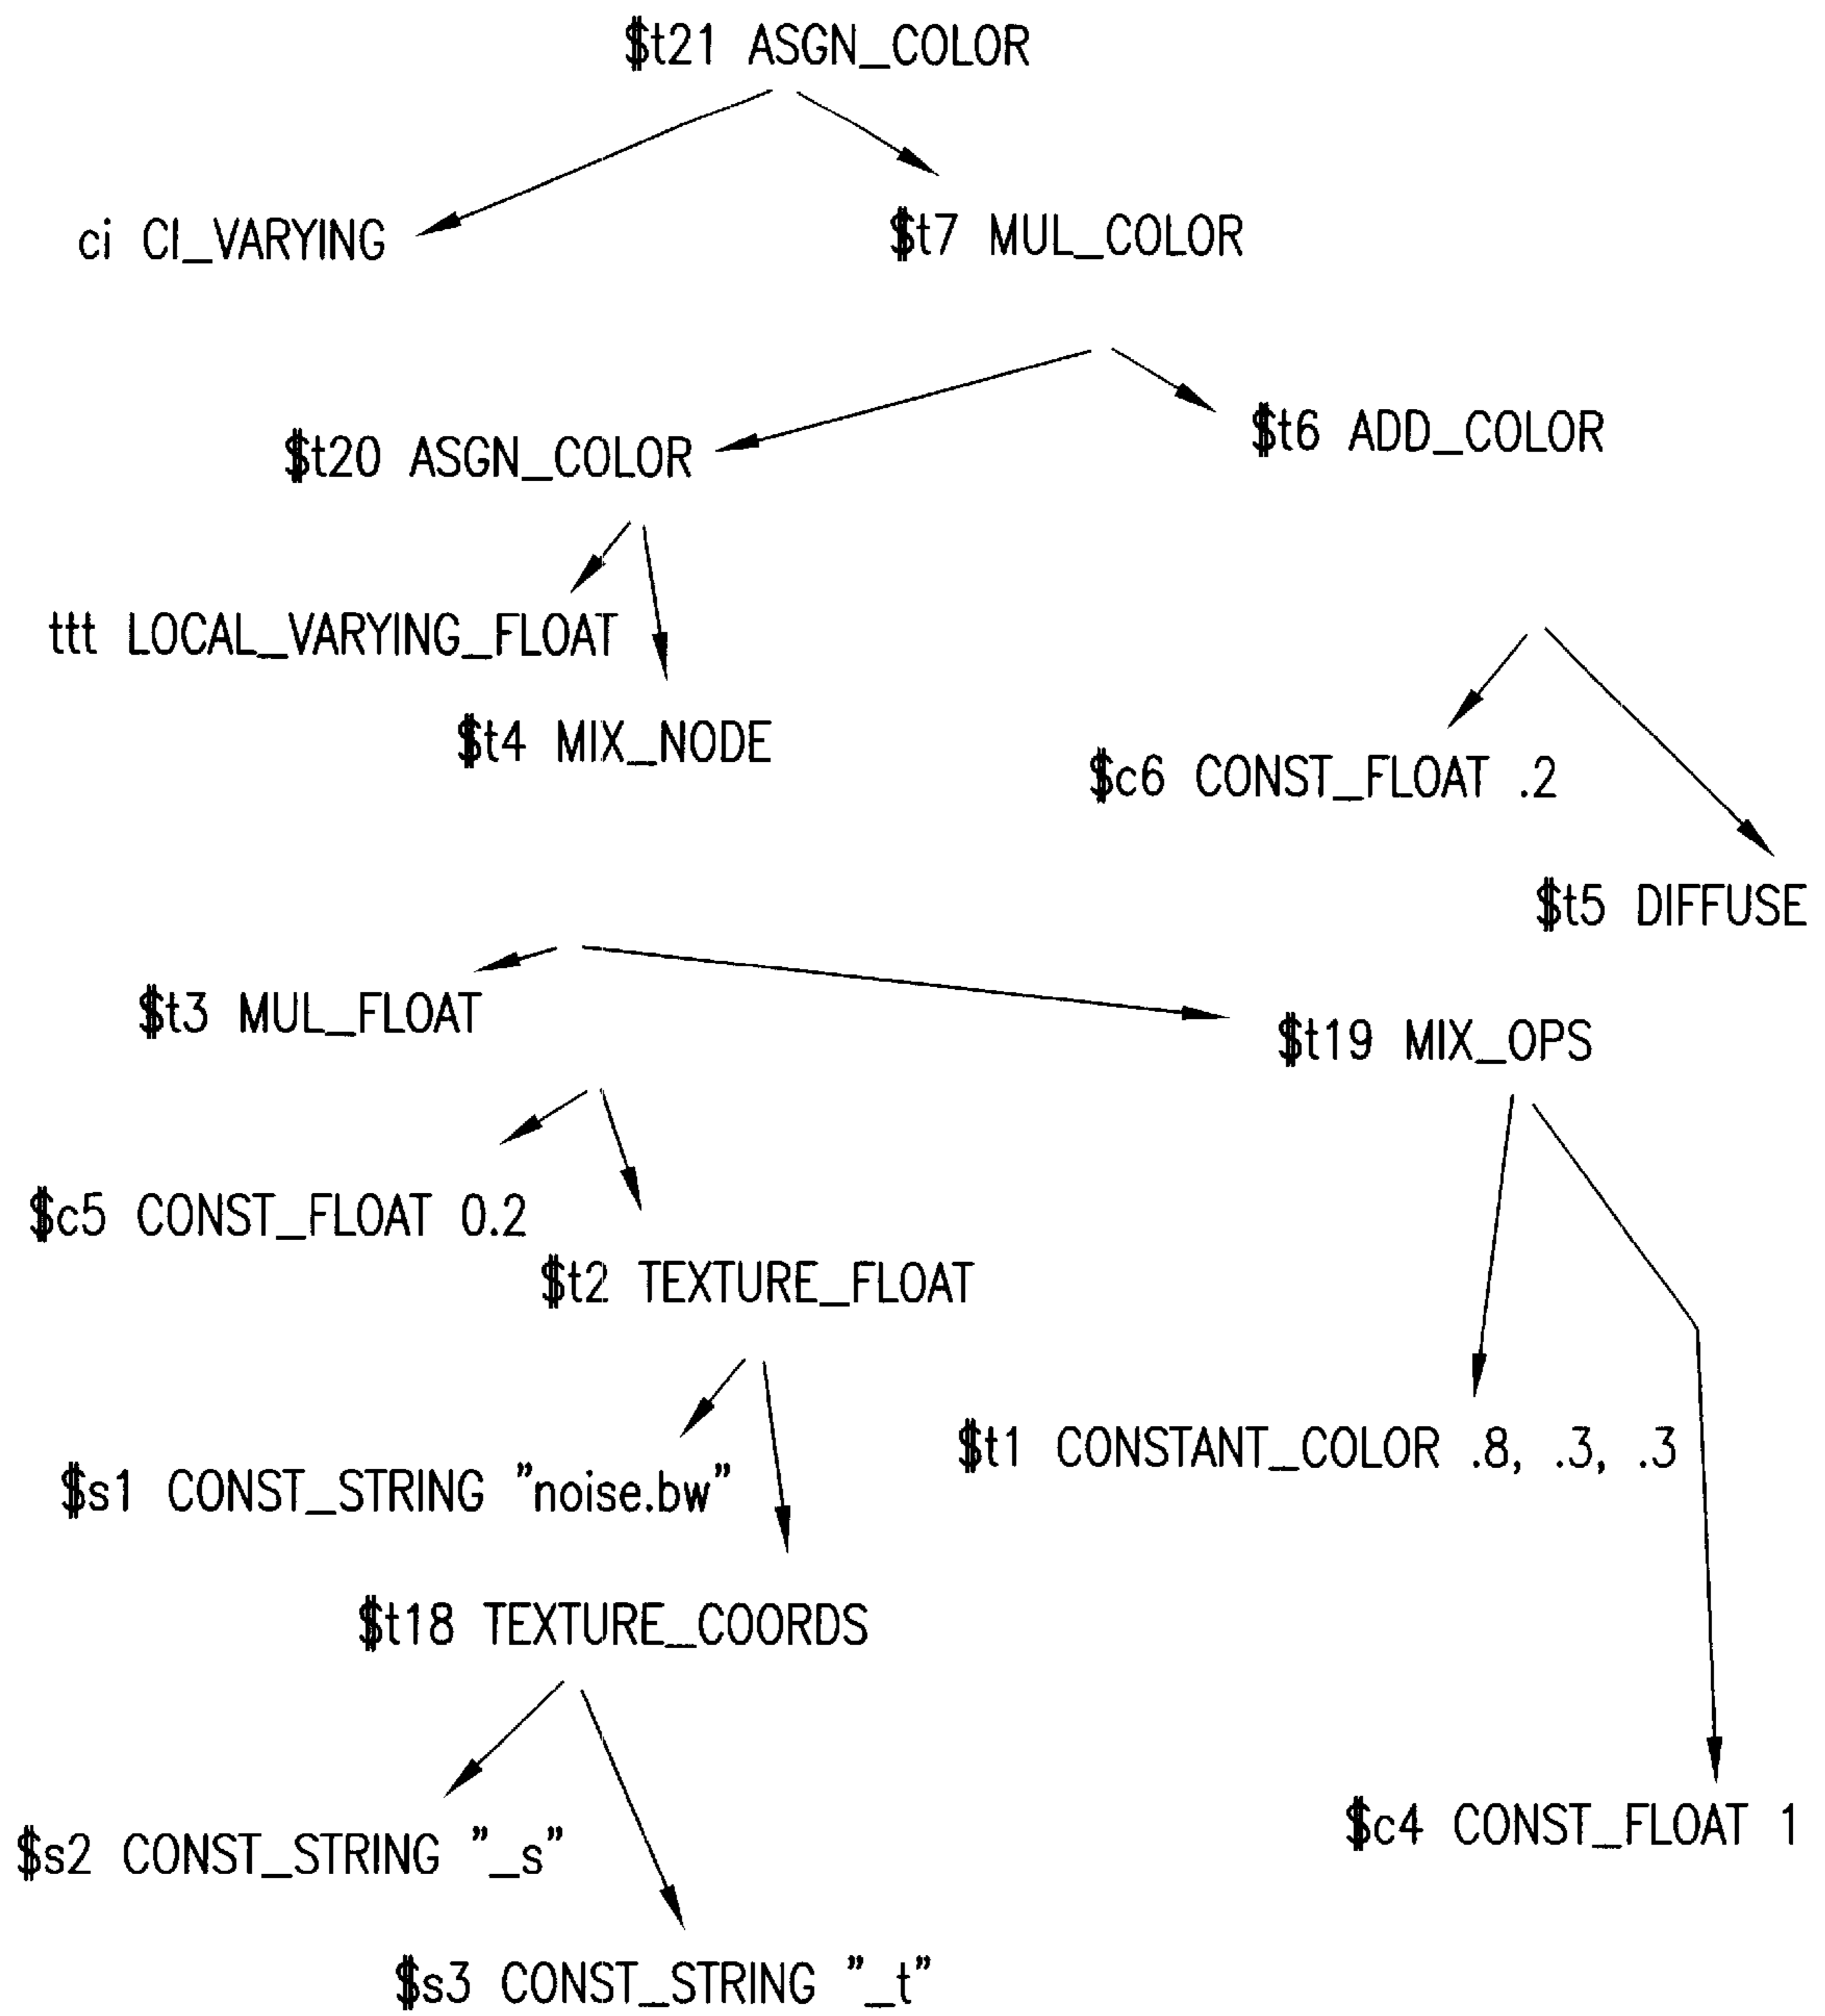 $t21 ASGN_COLOR
ci CI_VARYING
$t7 MUL_COLOR
$t20 ASGN_COLOR
$t6 ADD_COLOR
ttt LOCAL_VARYING_FLOAT
$t4 MIX_NODE
$c6 CONST_FLOAT .2
$t5 DIFFUSE
$t3 MUL_FLOAT
$t19 MIX_OPS
$c5 CONST_FLOAT 0.2
$t2 TEXTURE_FLOAT
$t1 CONSTANT_COLOR .8, .3, .3
$s1 CONST_STRING "noise.bw"
$t18 TEXTURE_COORDS
$c4 CONST_FLOAT 1
$s2 CONST_STRING "_s"
$s3 CONST_STRING "_t"